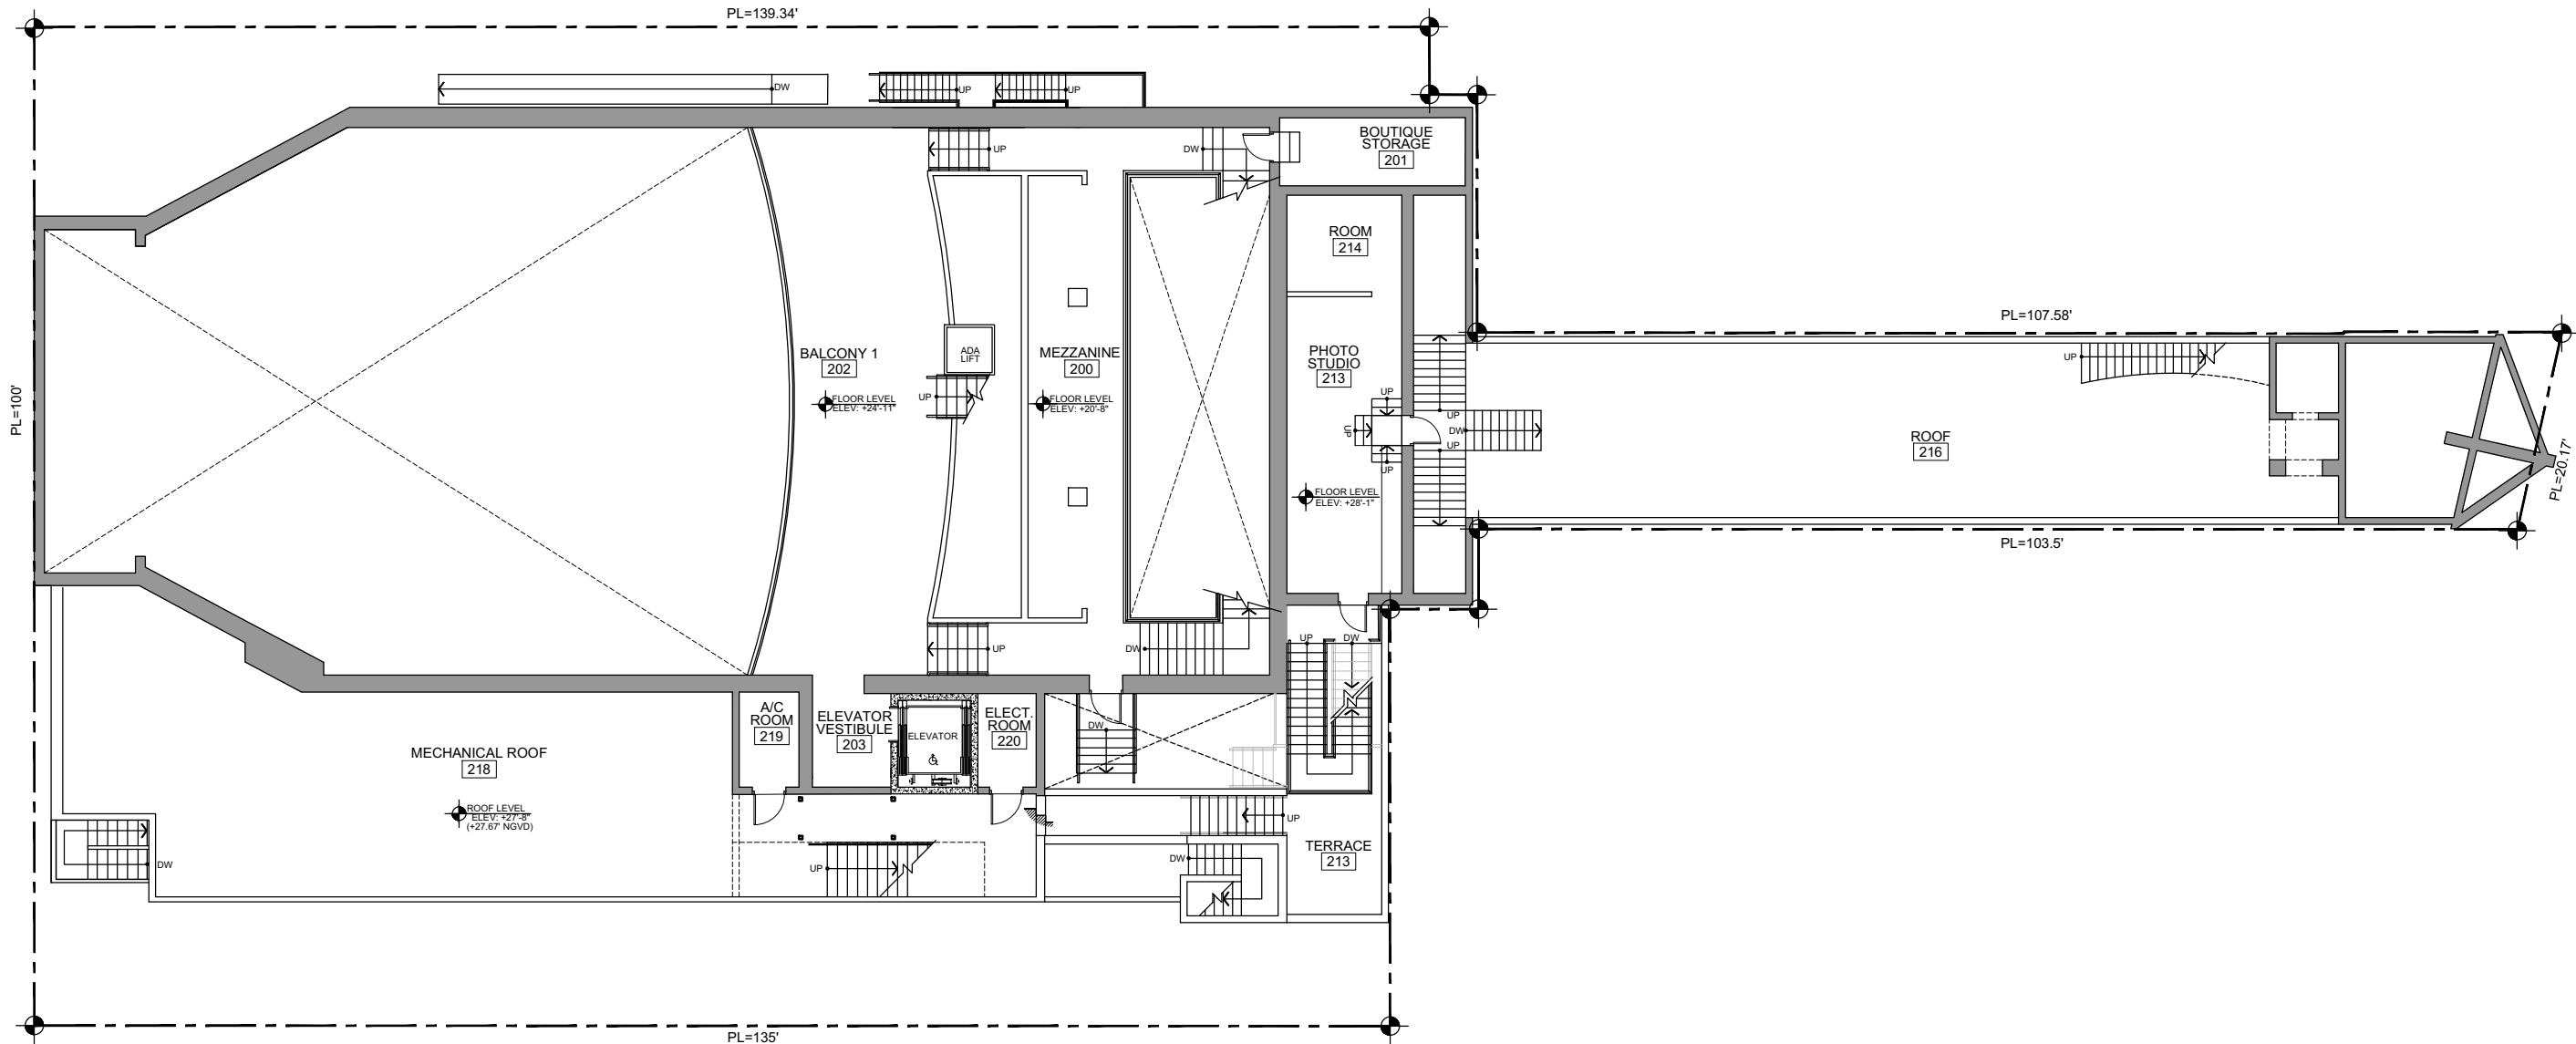 PL=139.34'
DW
UP
UP
BOUTIQUE
STORAGE
201
UP
DW
ROOM
214
PL=107.58'
PL=100'
BALCONY 1
202
FLOOR LEVEL
ELEV: +24'-11"
ADA
LIFT
UP
MEZZANINE
200
FLOOR LEVEL
ELEV: +20'-8"
PHOTO
STUDIO
213
UP
UP
UP
UP
DW
UP
FLOOR LEVEL
ELEV: +28'-1"
UP
ROOF
216
PL=20.17'
PL=103.5'
UP
DW
UP
DW
A/C
ROOM
219
ELEVATOR
VESTIBULE
203
ELEVATOR
ELECT.
ROOM
220
DW
MECHANICAL ROOF
218
ROOF LEVEL
ELEV: +27'-8"
(+27.67' NGVD)
DW
UP
UP
DW
TERRACE
213
PL=135'